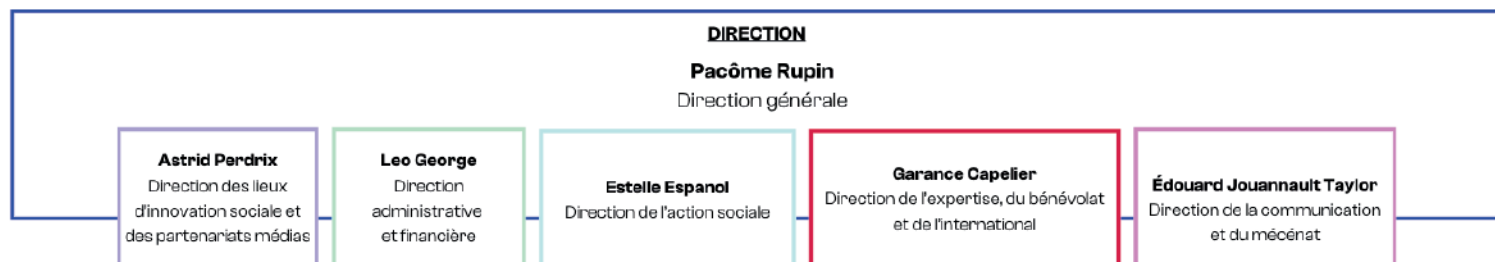 DIRECTION
Pacôme Rupin
Direction générale
Astrid Perdrix
Direction des lieux
d'innovation sociale et
des partenariats médias
Leo George
Direction
administrative
et financière
Estelle Espanol
Direction de l'action sociale
Garance Capelier
Direction de l'expertise, du bénévolat
et de l'international
Édouard Jouannault Taylor
Direction de la communication
et du mécénat